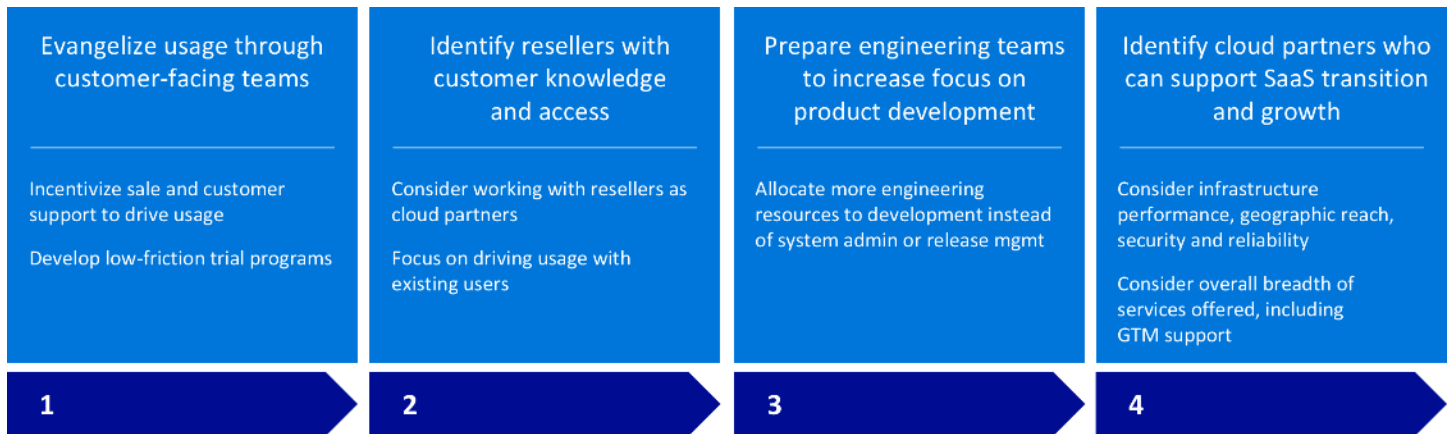 Evangelize usage through
customer-facing teams
Incentivize sale and customer
support to drive usage
Develop low-friction trial programs
1
Identify resellers with
customer knowledge
and access
Consider working with resellers as
cloud partners
Focus on driving usage with
existing users
2
Prepare engineering teams
to increase focus on
product development
Allocate more engineering
resources to development instead
of system admin or release mgmt
3
Identify cloud partners who
can support SaaS transition
and growth
Consider infrastructure
performance, geographic reach,
security and reliability
Consider overall breadth of
services offered, including
GTM support
4